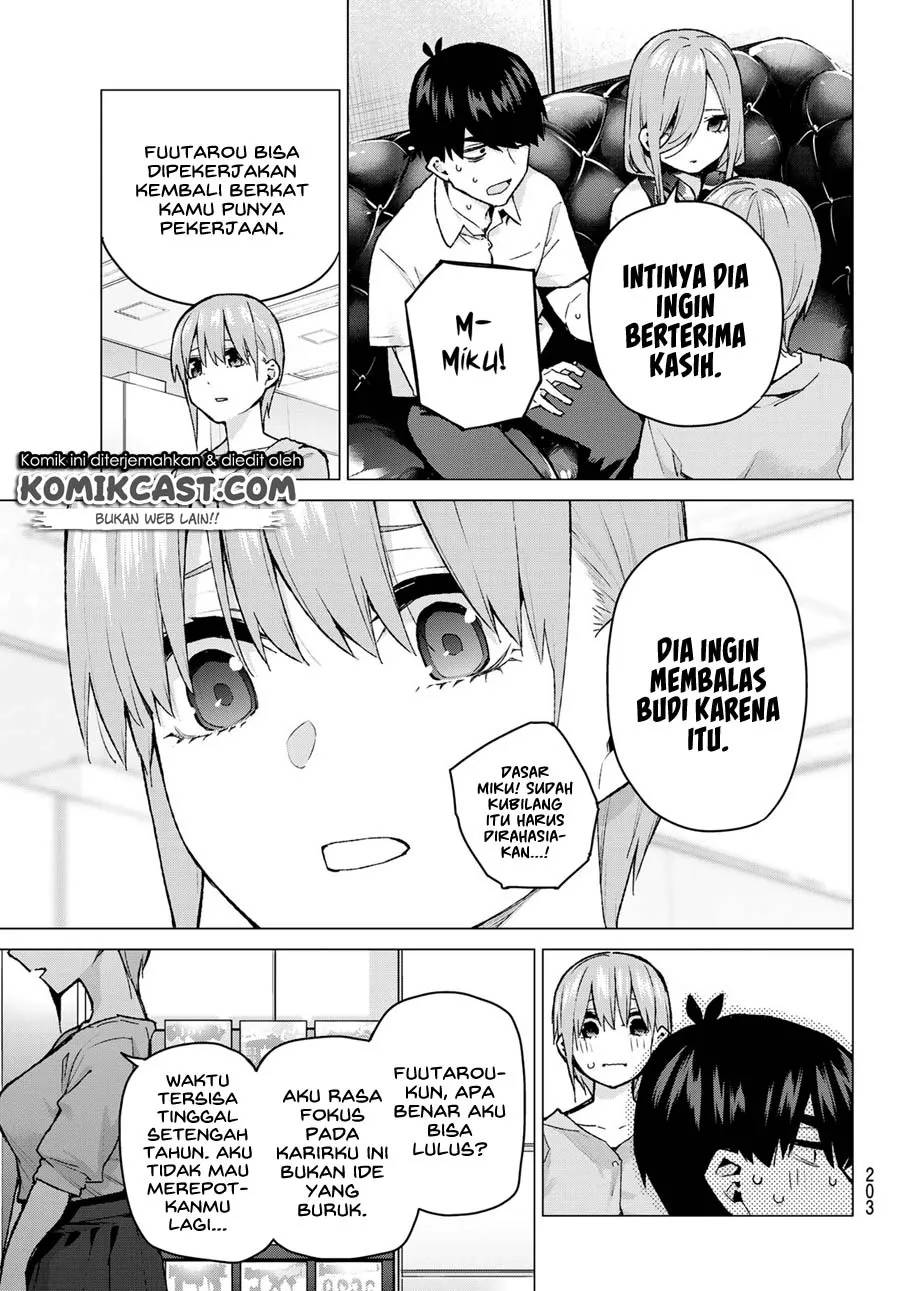 INTINYA DIA
INGIN
BERTERIMA
KASIH.
M-
MIKU!
FUUTAROU BISA
DIPEKERJAKAN
KEMBALI BERKAT
KAMU PUNYA
PEKERJAAN.
Komik ini diterjemahkan & diedit oleh
KOMIKCAST.COM
BUKAN WEB LAIN!!
DIA INGIN
MEMBALAS
BUDI KARENA
ITU.
DASAR
MIKU! SUDAH
KUBILANG
ITU HARUS
DIRAHASIA-
KAN...!
FUUTAROU-
KUN, APA
BENAR AKU
BISA
LULUS?
AKU RASA
FOKUS
PADA
KARIRKU INI
BUKAN IDE
YANG
BURUK.
WAKTU
TERSISA
TINGGAL
SETENGAH
TAHUN. AKU
TIDAK MAU
MEREPOT-
KANMU
LAGI...
203